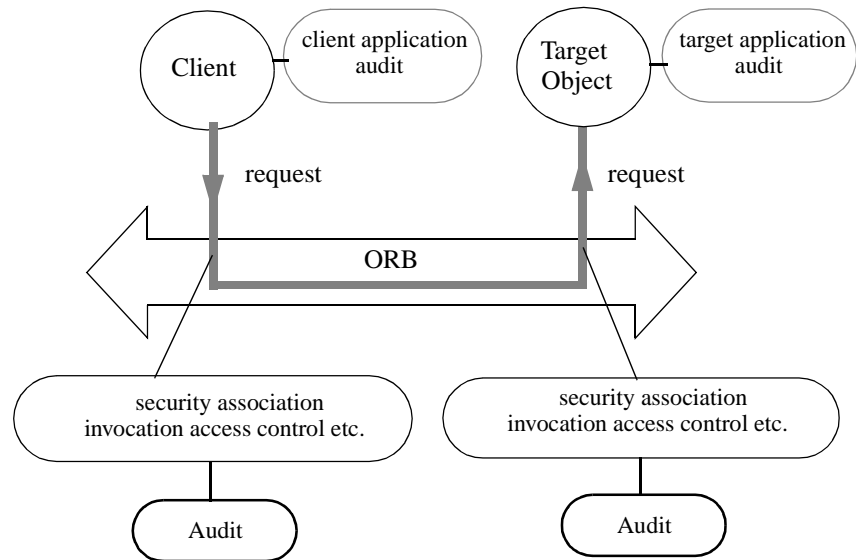 Client
client application
audit
Target
Object
target application
audit
request
request
ORB
security association
invocation access control etc.
security association
invocation access control etc.
Audit
Audit